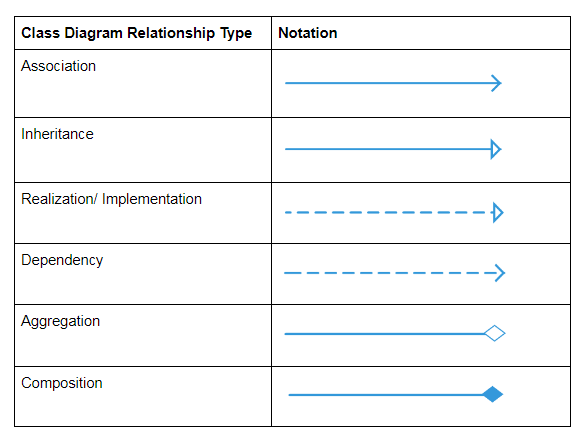 Class Diagram Relationship Type Notation
Association
Inheritance
Realization/ Implementation
Dependency
Aggregation
Composition